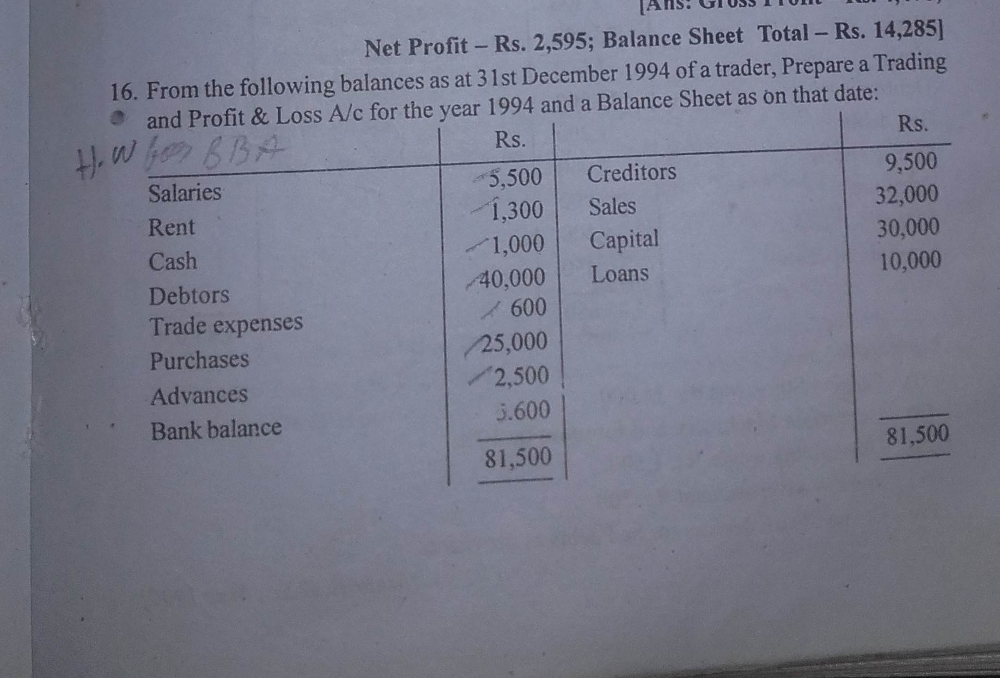 [Ans: Gross Profit – Rs.
Net Profit – Rs. 2,595; Balance Sheet Total – Rs. 14,285]
16. From the following balances as at 31st December 1994 of a trader, Prepare a Trading
and Profit & Loss A/c for the year 1994 and a Balance Sheet as on that date:
H.W for BBA
Rs. Rs.
Salaries 5,500 Creditors 9,500
Rent 1,300 Sales 32,000
Cash 1,000 Capital 30,000
Debtors 40,000 Loans 10,000
Trade expenses 600
Purchases 25,000
Advances 2,500
Bank balance 5.600
81,500 81,500